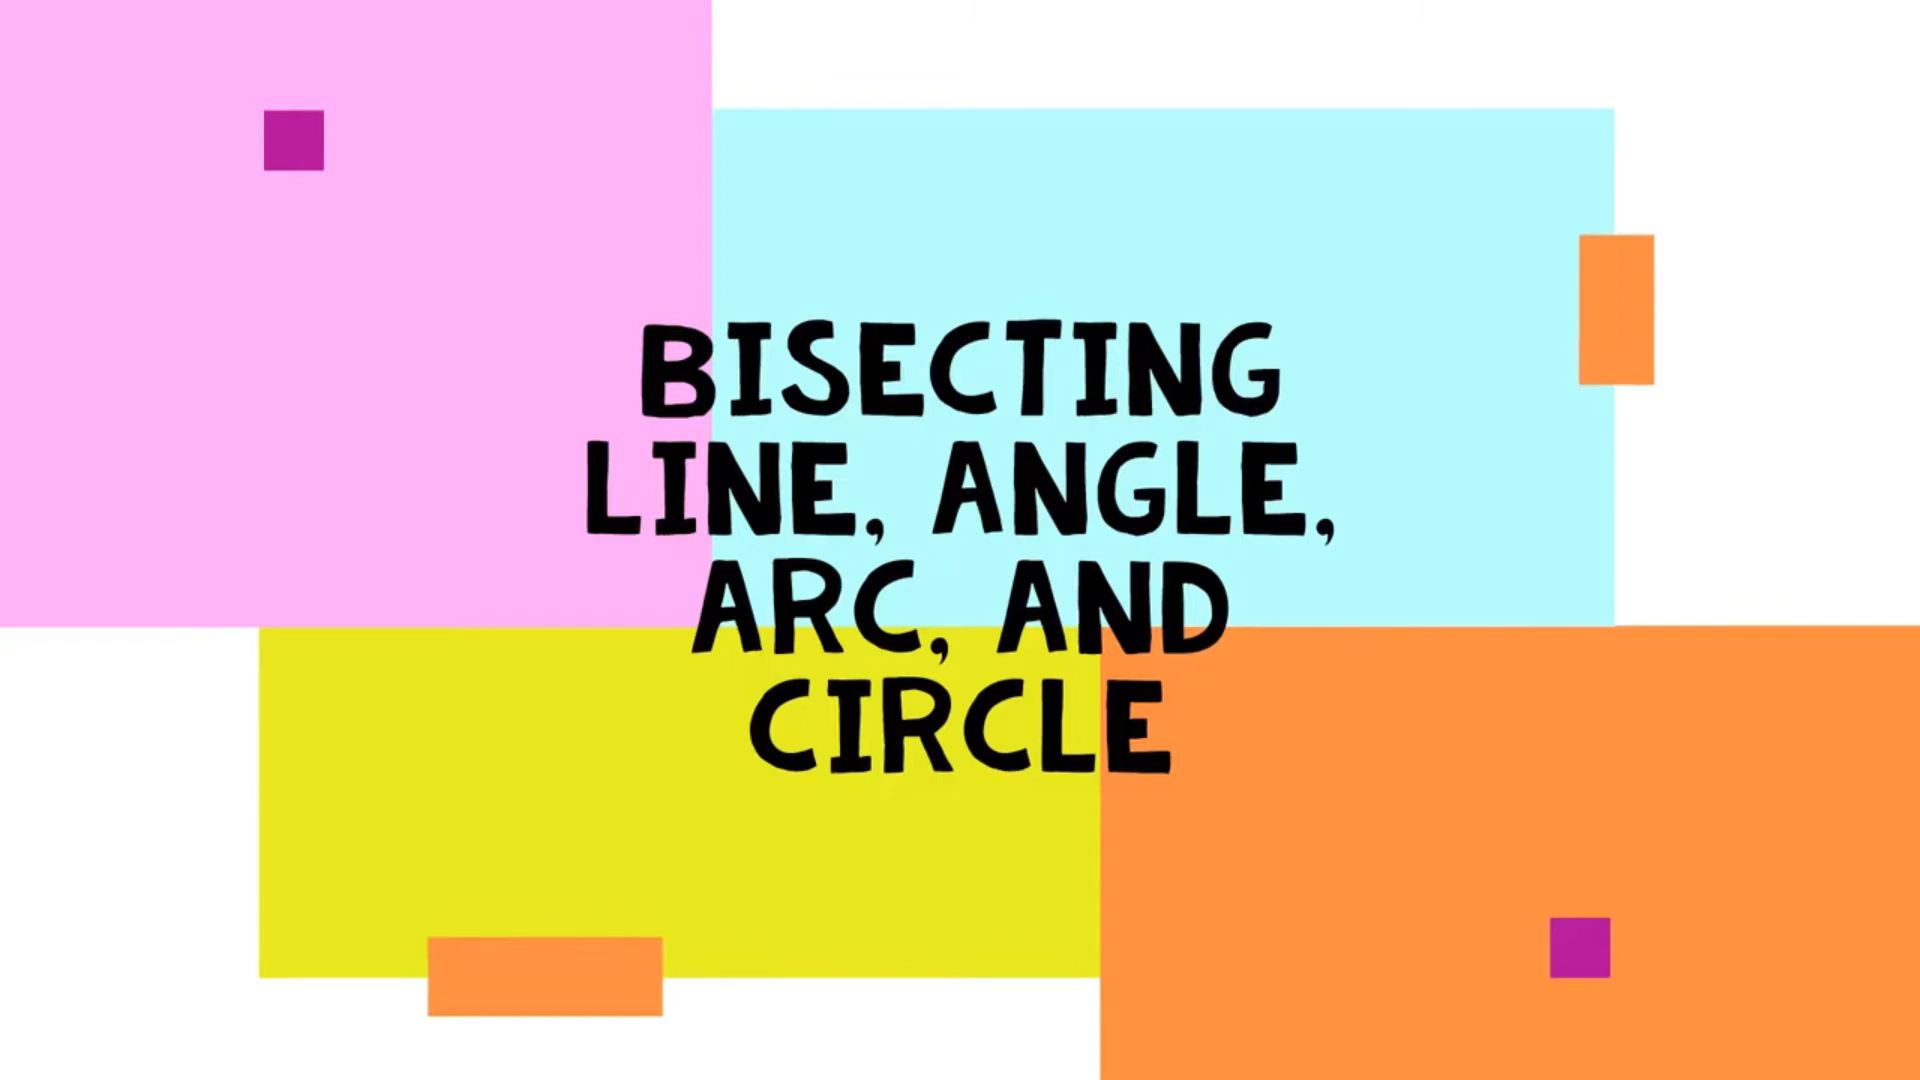 BISECTING
LINE, ANGLE,
ARC, AND
CIRCLE